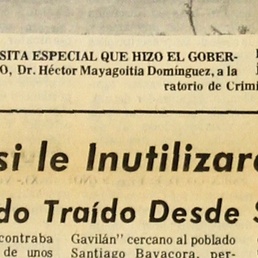 SITA ESPECIAL QUE HIZO EL GOBER-
O, Dr. Héctor Mayagoitia Domínguez, a la
ratorio de Crimi
si le Inutilizar
do Traído Desde S
contraba
de unos
Gavilán" cercano al poblado
Santiago Bayacora, per-